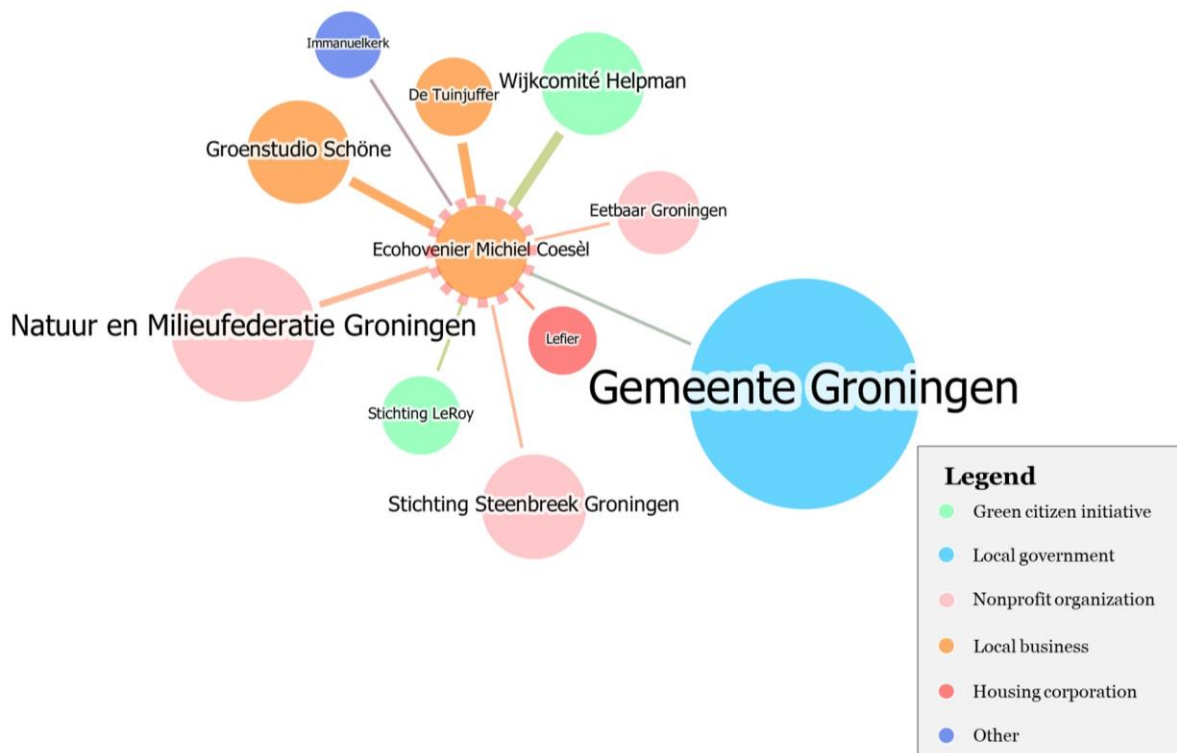 Immanuelkerk
De Tuinjuffer
Wijkcomité Helpman
Groenstudio Schöne
Eetbaar Groningen
Ecohovenier Michiel Coesèl
Natuur en Milieufederatie Groningen
Lefier
Gemeente Groningen
Stichting LeRoy
Stichting Steenbreek Groningen
Legend
Green citizen initiative
Local government
Nonprofit organization
Local business
Housing corporation
Other